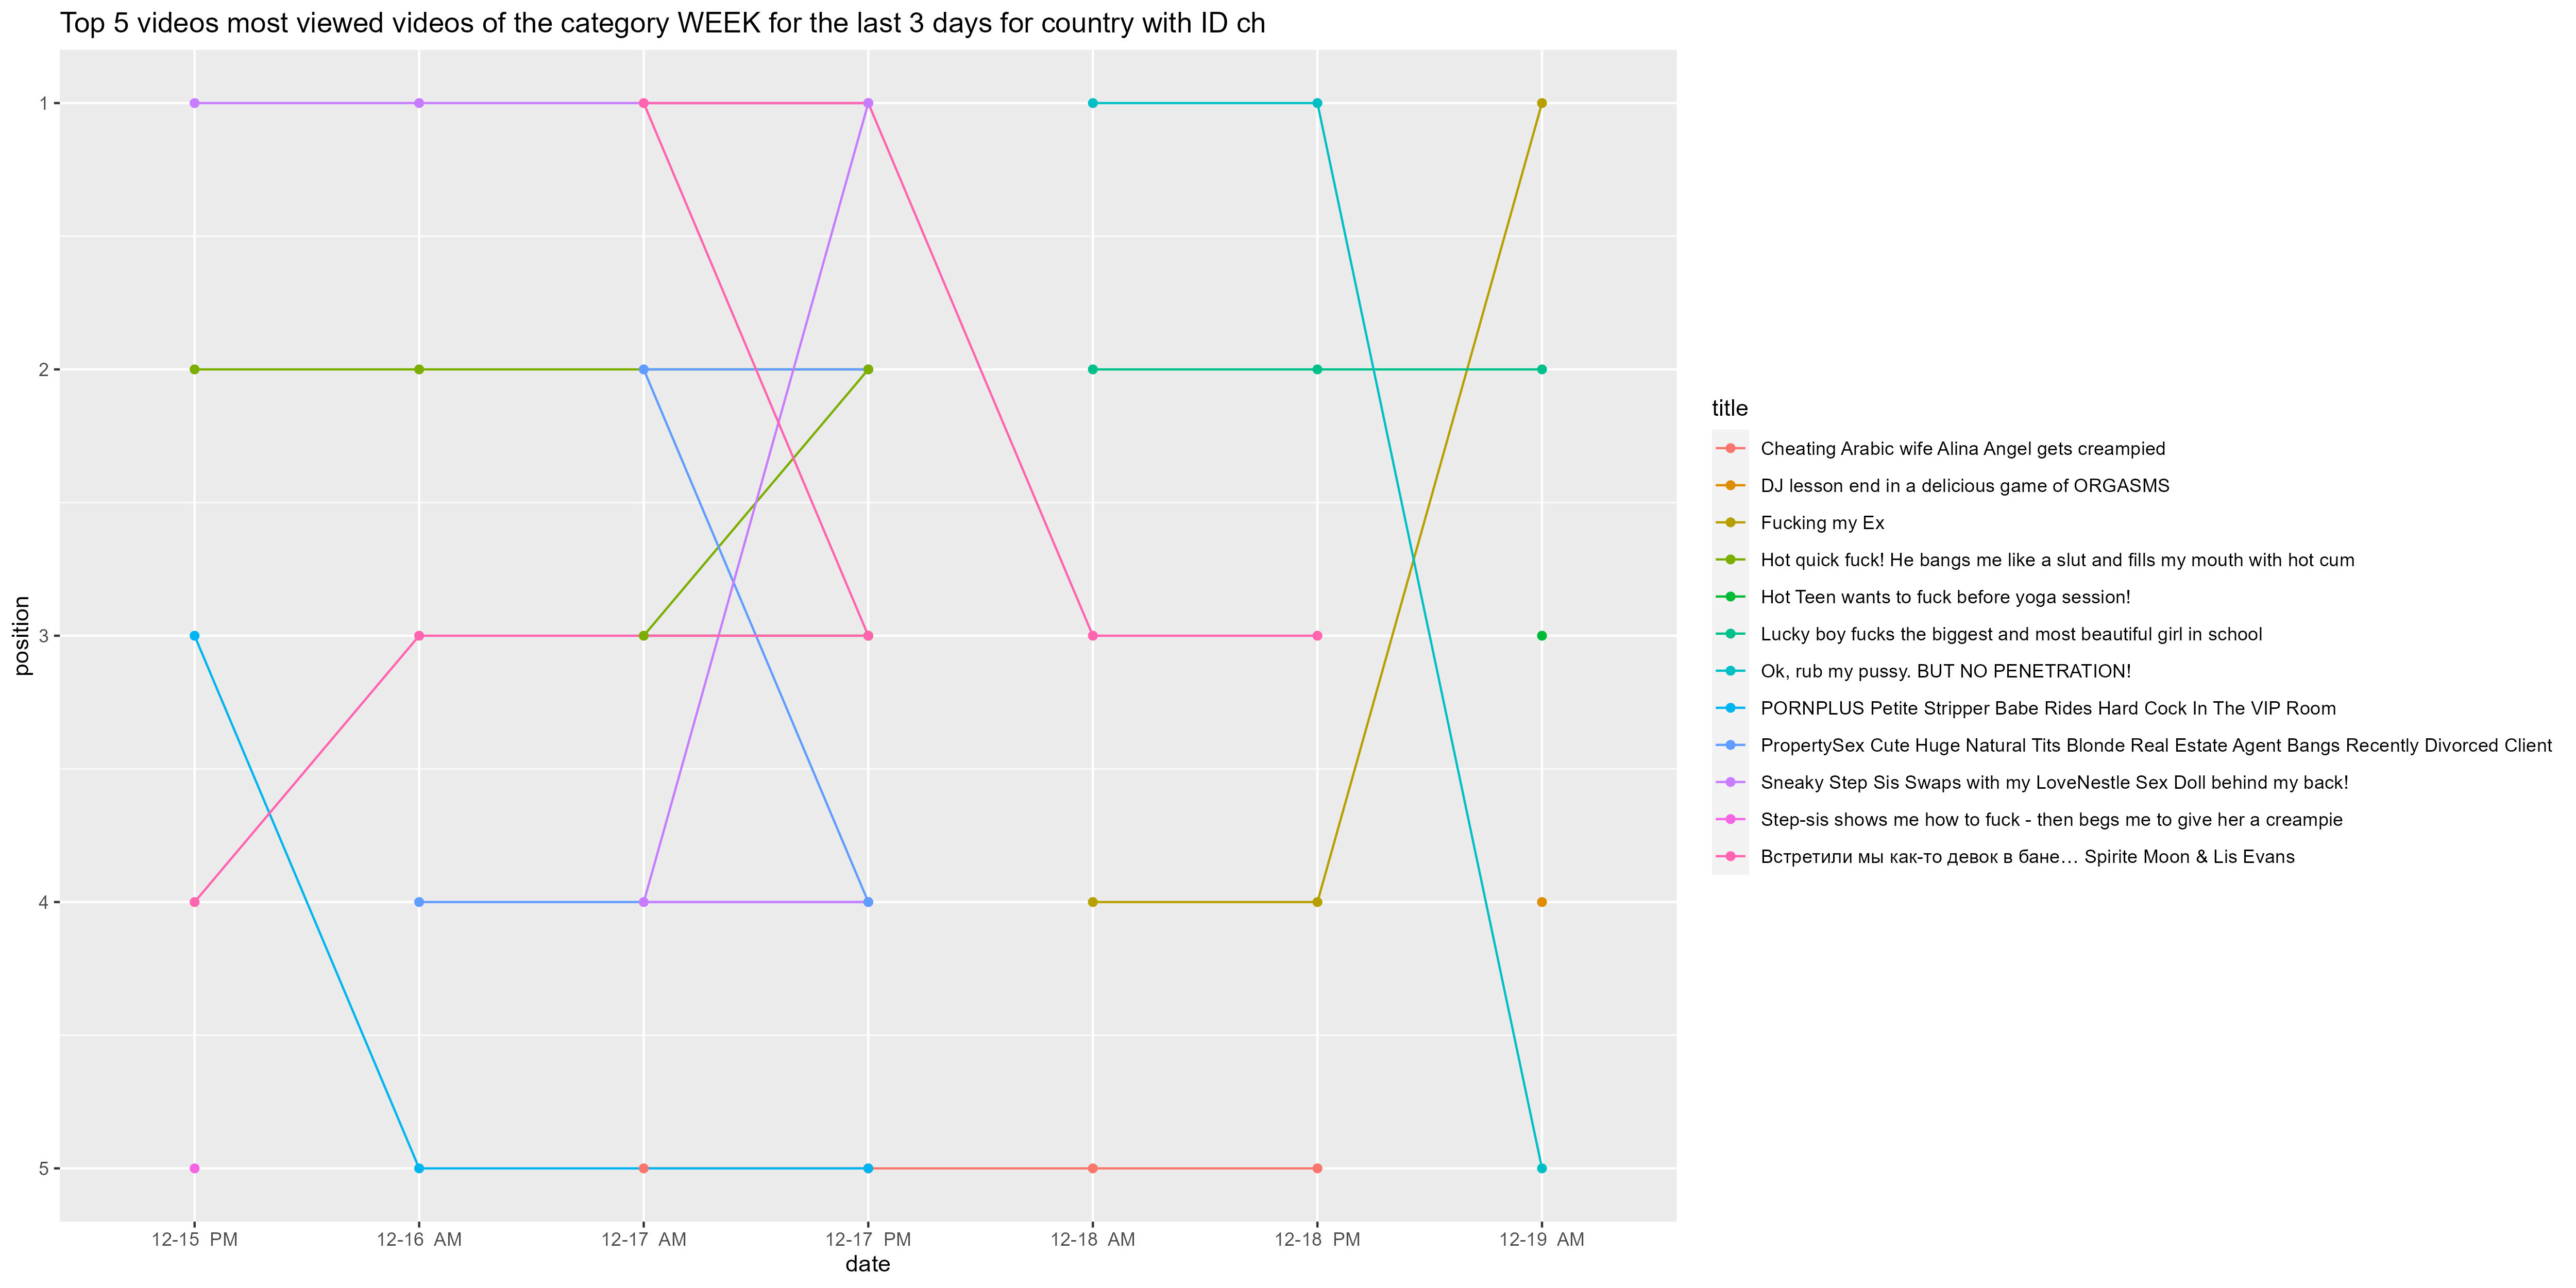 Top 5 videos most viewed videos of the category WEEK for the last 3 days for country with ID ch
1
2
3
4
5
position
12-15 PM
12-16 AM
12-17 AM
12-17 PM
12-18 AM
12-18 PM
12-19 AM
date
title
Cheating Arabic wife Alina Angel gets creampied
DJ lesson end in a delicious game of ORGASMS
Fucking my Ex
Hot quick fuck! He bangs me like a slut and fills my mouth with hot cum
Hot Teen wants to fuck before yoga session!
Lucky boy fucks the biggest and most beautiful girl in school
Ok, rub my pussy. BUT NO PENETRATION!
PORNPLUS Petite Stripper Babe Rides Hard Cock In The VIP Room
PropertySex Cute Huge Natural Tits Blonde Real Estate Agent Bangs Recently Divorced Client
Sneaky Step Sis Swaps with my LoveNestle Sex Doll behind my back!
Step-sis shows me how to fuck - then begs me to give her a creampie
Встретили мы как-то девок в бане… Spirite Moon & Lis Evans